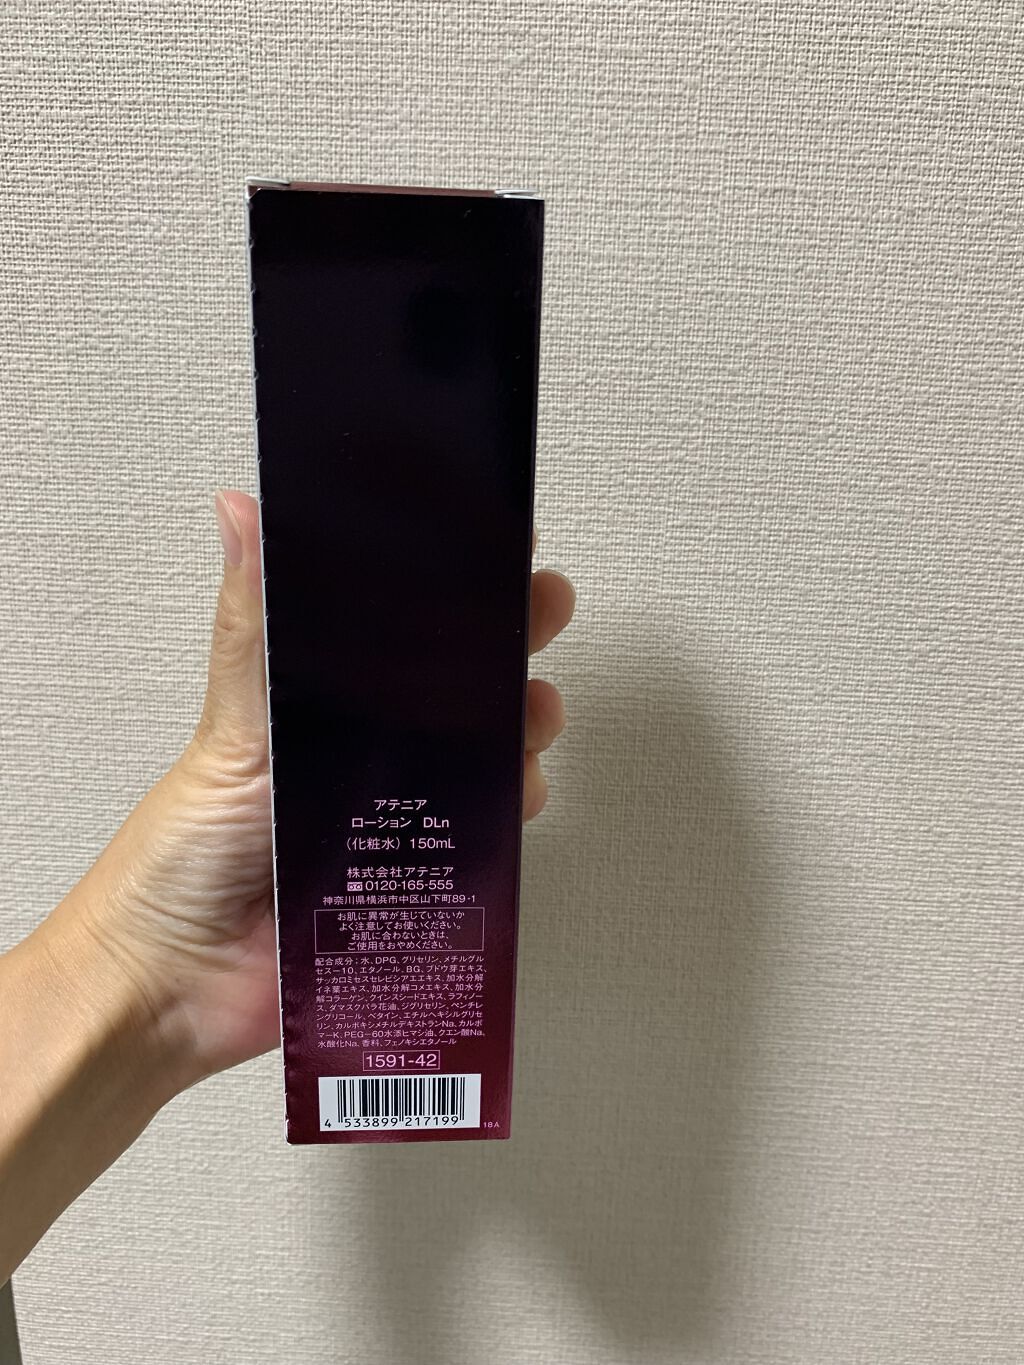 アテニア
ローション DLn
（化粧水）150mL
株式会社アテニア
0120-165-555
神奈川県横浜市中区山下町89-1
お肌に異常が生じていないか
よく注意してお使いください。
お肌に合わないときは、
ご使用をおやめください。
配合成分：水、DPG、グリセリン、メチルグル
セスー10、エタノール、BG、ブドウ芽エキス、
サッカロミセスセレビシアエエキス、加水分解
イネ葉エキス、加水分解コメエキス、加水分
解コラーゲン、クインスシードエキス、ラフィノー
ス、ダマスクバラ花油、ジグリセリン、ペンチレ
ングリコール、ベタイン、エチルヘキシルグリセ
リン、カルボキシメチルデキストランNa、カルボ
マーK、PEG-60水添ヒマシ油、クエン酸Na、
水酸化Na、香料、フェノキシエタノール
1591-42
4 533899 217199
18A